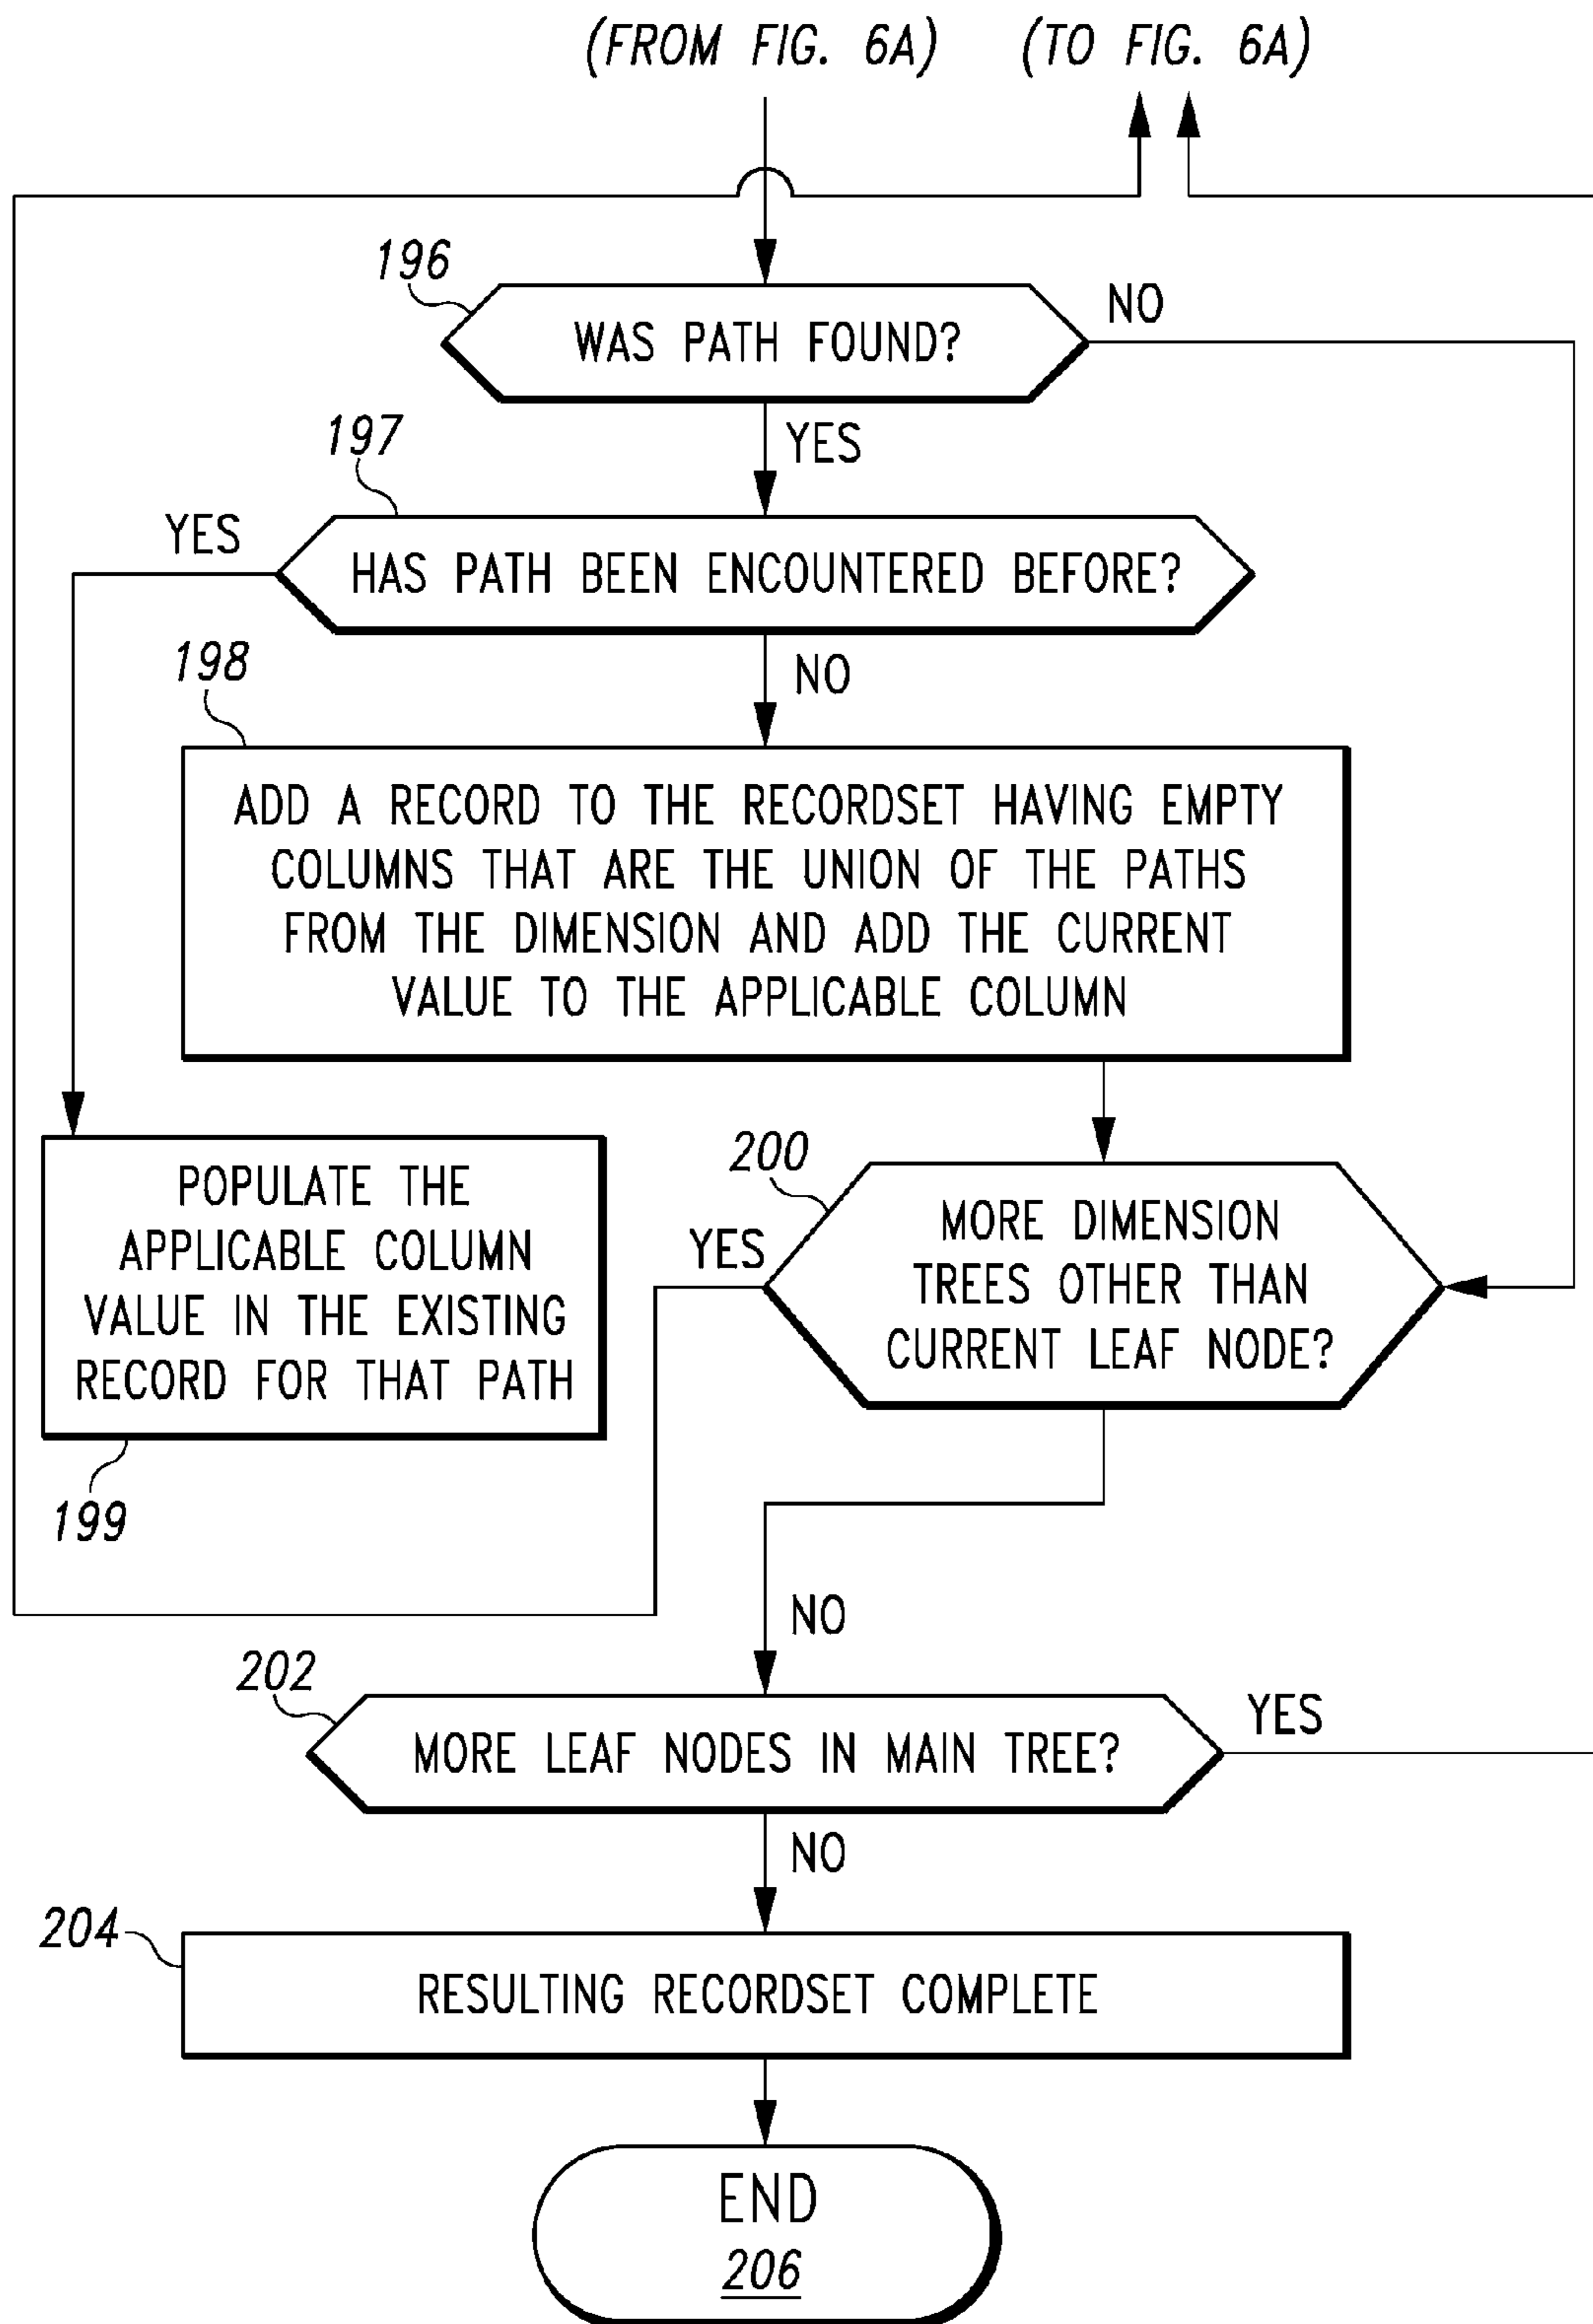 (FROM FIG. 6A) (TO FIG. 6A)
196
NO
WAS PATH FOUND?
YES
197
YES
HAS PATH BEEN ENCOUNTERED BEFORE?
NO
198
ADD A RECORD TO THE RECORDSET HAVING EMPTY
COLUMNS THAT ARE THE UNION OF THE PATHS
FROM THE DIMENSION AND ADD THE CURRENT
VALUE TO THE APPLICABLE COLUMN
POPULATE THE
APPLICABLE COLUMN
VALUE IN THE EXISTING
RECORD FOR THAT PATH
199
200
YES
MORE DIMENSION
TREES OTHER THAN
CURRENT LEAF NODE?
NO
202
YES
MORE LEAF NODES IN MAIN TREE?
NO
204
RESULTING RECORDSET COMPLETE
END
206